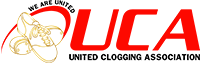 WE ARE UNITED
UCA
UNITED CLOGGING ASSOCIATION